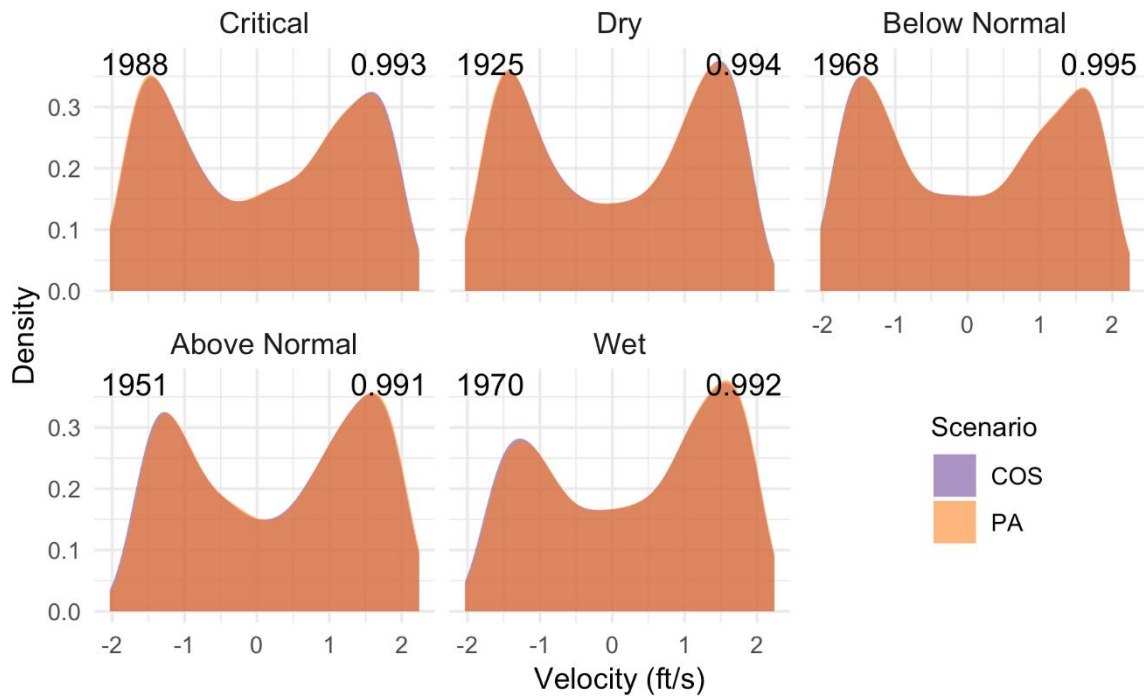 Critical
Dry
Below Normal
1988
0.993
1925
0.994
1968
0.995
0.3
0.2
0.1
0.0
-2 -1 0 1 2
Above Normal
Wet
1951
0.991
1970
0.992
0.3
0.2
0.1
0.0
-2 -1 0 1 2
-2 -1 0 1 2
Density
Velocity (ft/s)
Scenario
COS
PA